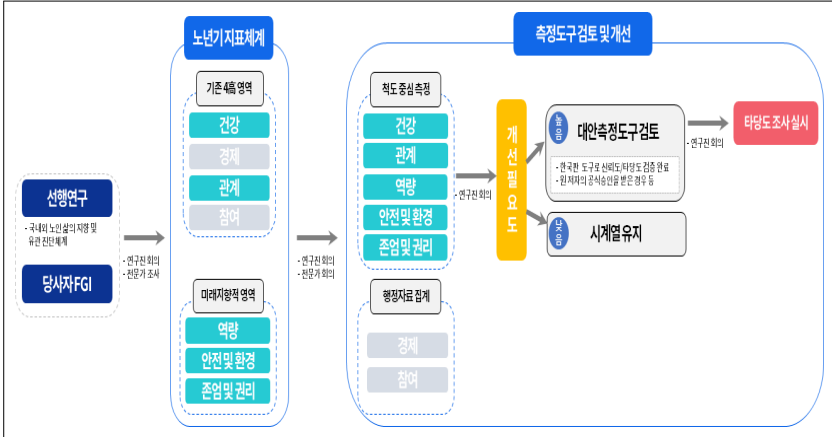 선행연구
- 국내외 노인 삶의 지향 및
유관 진단체계
당사자 FGI
- 연구진 회의
- 전문가 조사
노년기 지표체계
기존 4高 영역
건강
경제
관계
참여
미래지향적 영역
역량
안전 및 환경
존엄 및 권리
- 연구진 회의
- 전문가 회의
측정도구 검토 및 개선
척도 중심 측정
건강
관계
역량
안전 및 환경
존엄 및 권리
행정자료 집계
경제
참여
- 연구진 회의
개선필요도
높음
대안측정도구 검토
- 한국판 도구로 신뢰도/타당도 검증 완료
- 원 저자의 공식승인을 받은 경우 등
낮음
시계열 유지
- 연구진 회의
타당도 조사 실시